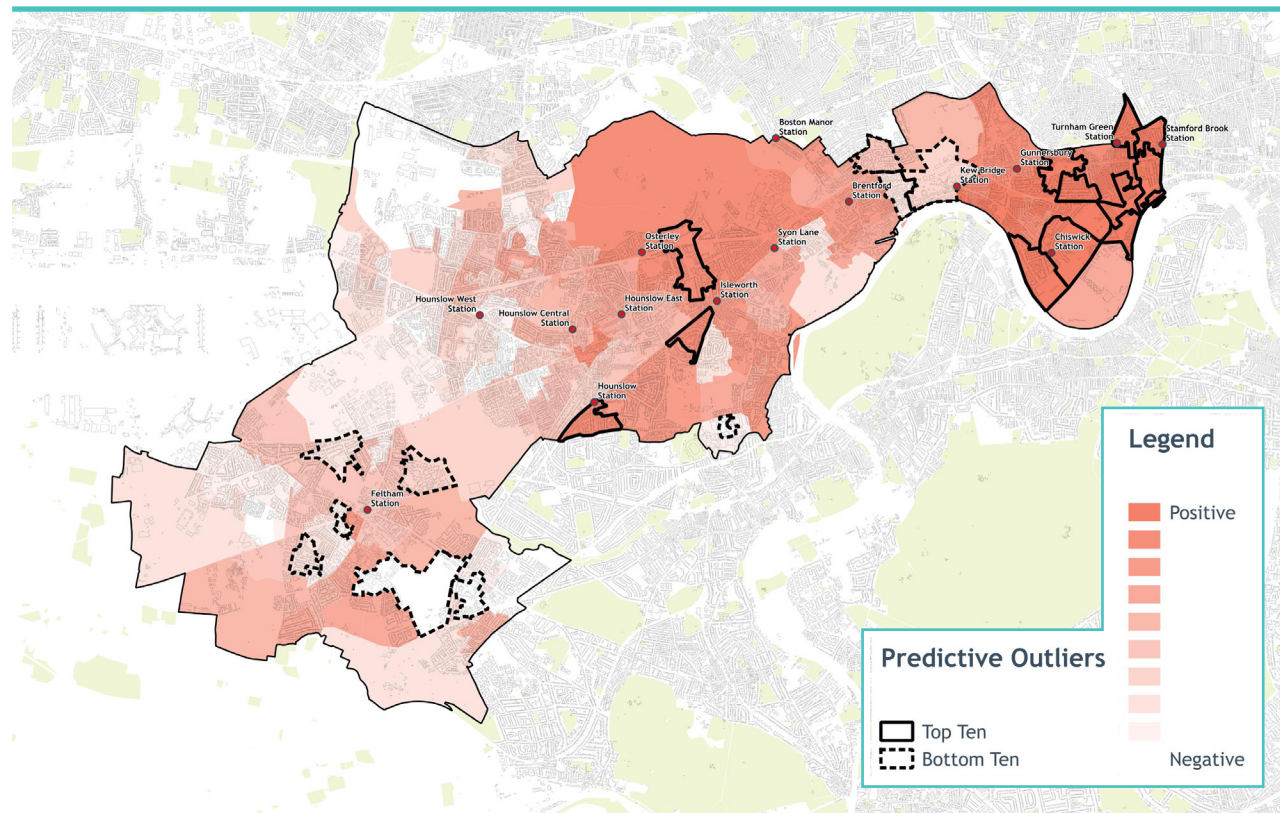 Boston Manor
Station
Turnham Green
Station
Stamford Brook
Station
Gunnersbury
Station
Kew Bridge
Station
Brentford
Station
Osterley
Station
Syon Lane
Station
Chiswick
Station
Isleworth
Station
Hounslow West
Station
Hounslow Central
Station
Hounslow East
Station
Hounslow
Station
Feltham
Station
Legend
Positive
Negative
Predictive Outliers
Top Ten
Bottom Ten